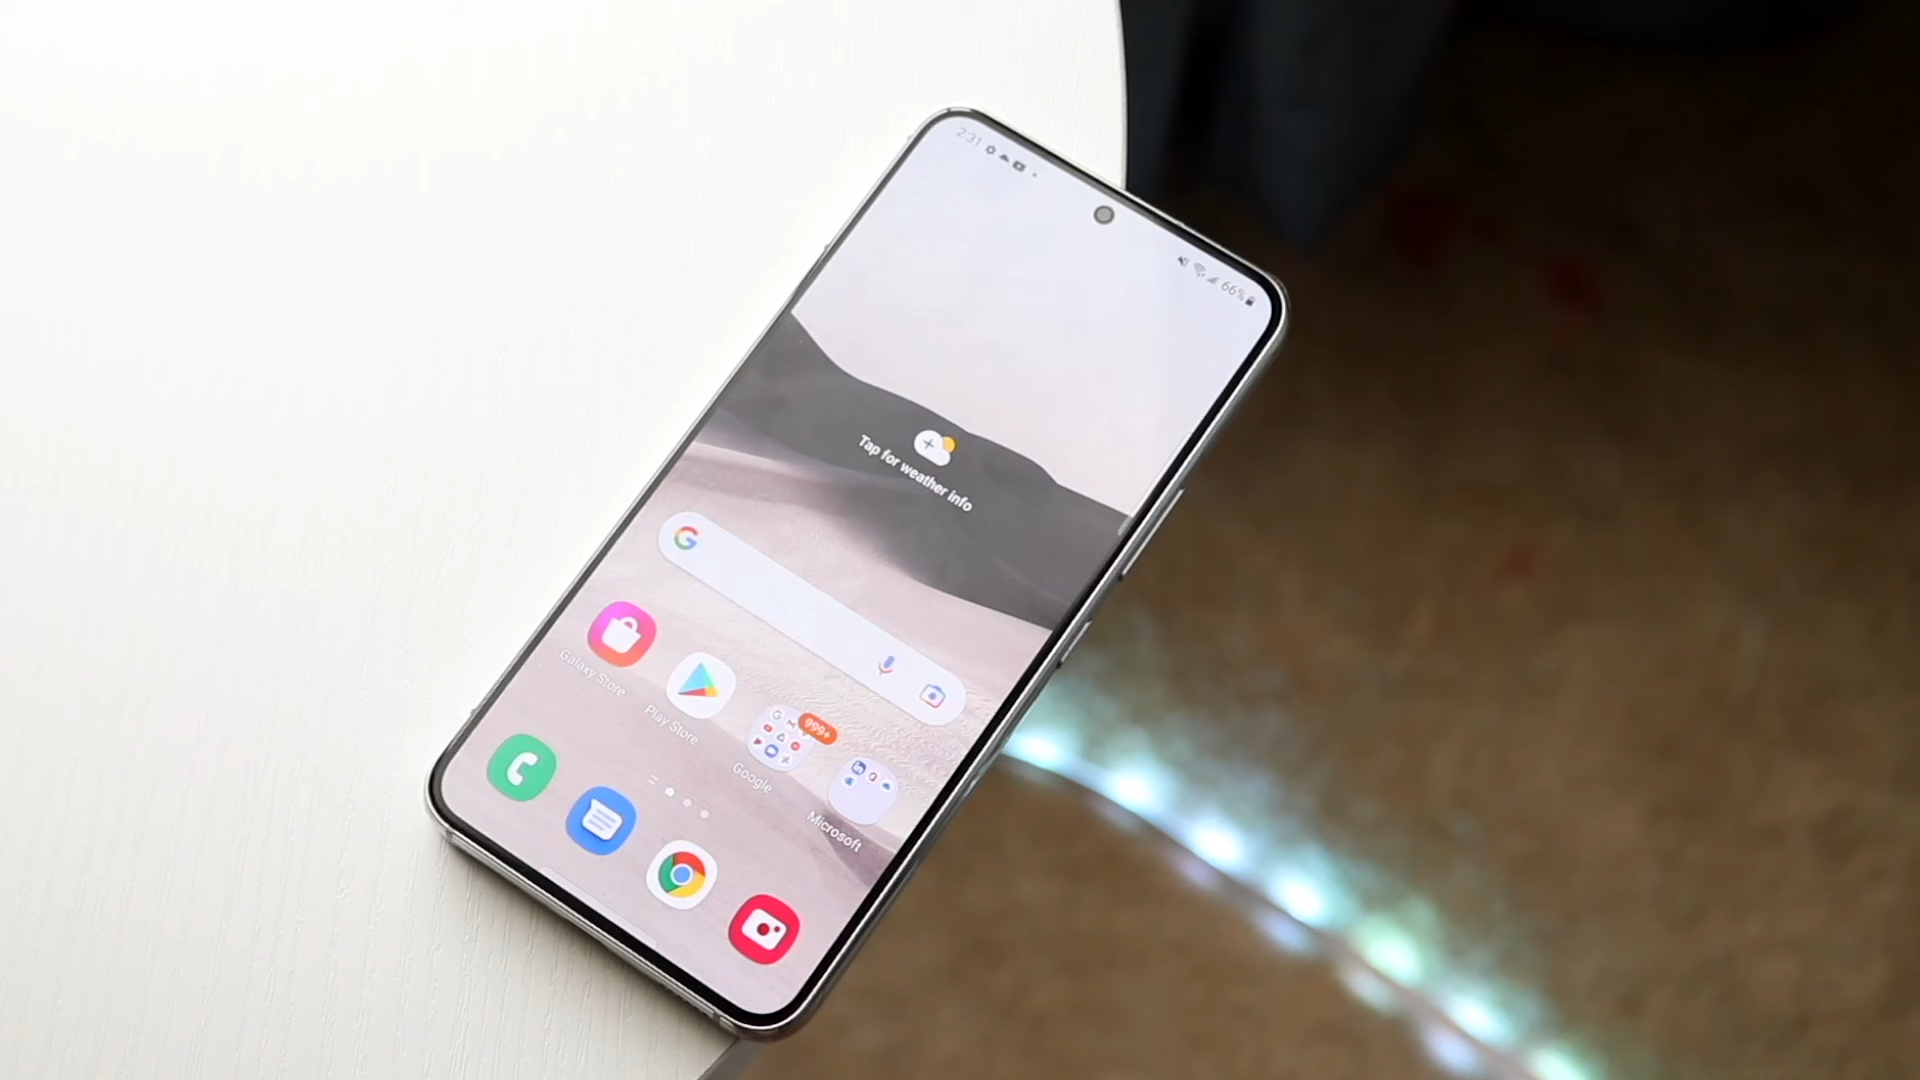 2:31
66%
Tap for weather info
G
Galaxy Store
Play Store
999+
Google
Microsoft